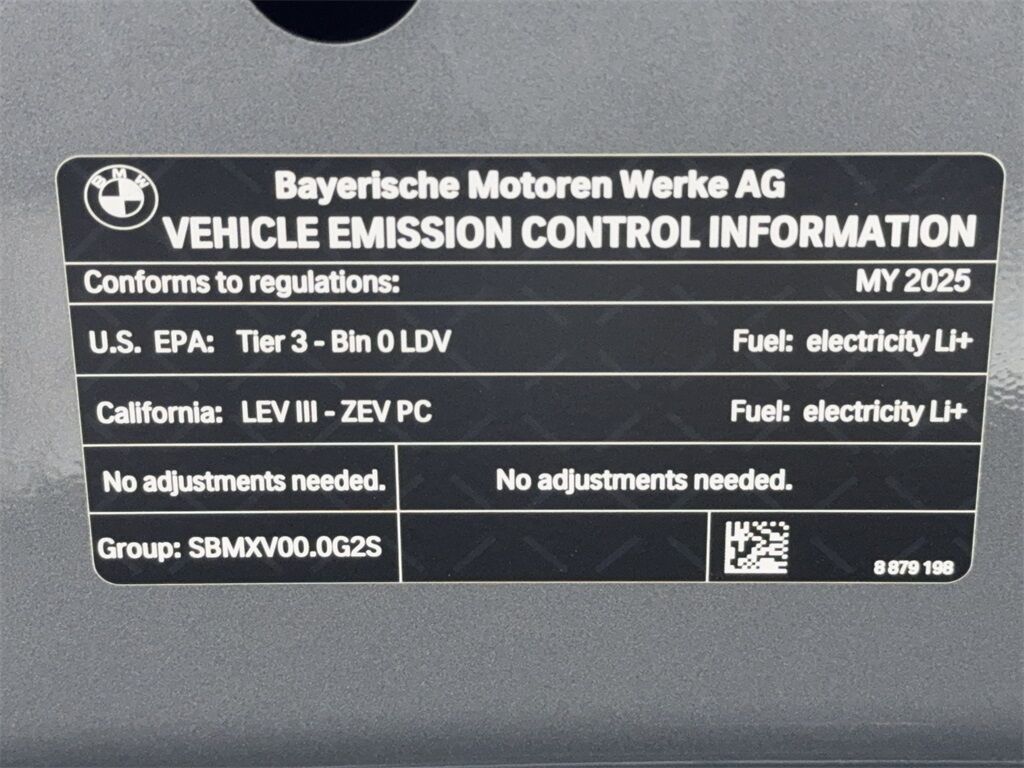 BMW
Bayerische Motoren Werke AG
VEHICLE EMISSION CONTROL INFORMATION
Conforms to regulations: MY 2025
U.S. EPA: Tier 3 - Bin 0 LDV Fuel: electricity Li+
California: LEV III - ZEV PC Fuel: electricity Li+
No adjustments needed. No adjustments needed.
Group: SBMXV00.0G2S 8 879 198